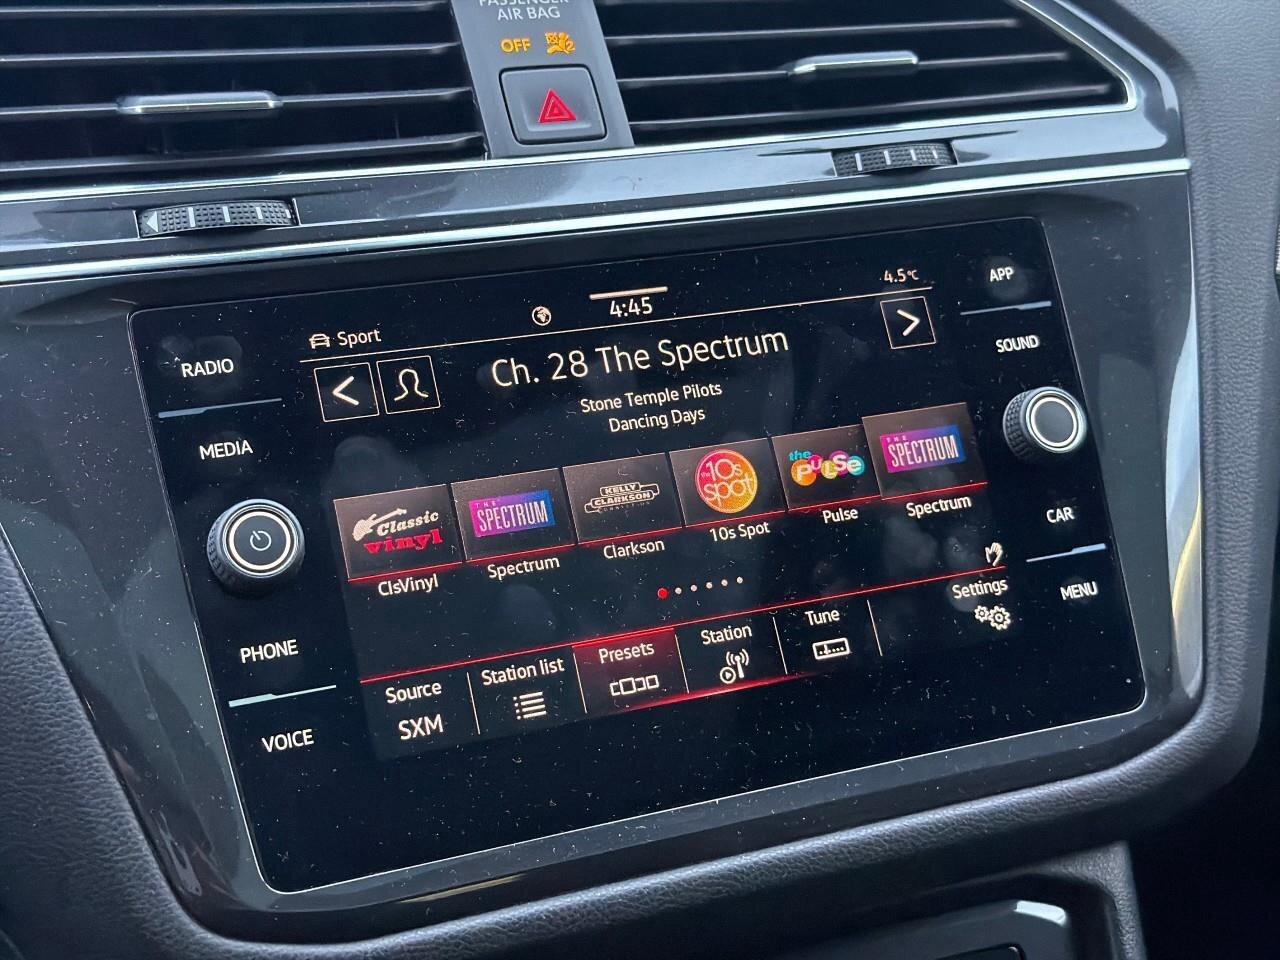 PASSENGER
AIR BAG
OFF
4:45
4.5°C
Sport
APP
SOUND
RADIO
MEDIA
Ch. 28 The Spectrum
Stone Temple Pilots
Dancing Days
Classic
vinyl
THE
SPECTRUM
KELLY
CLARKSON
CONNECTION
the
10s
spot
the
PULSE
THE
SPECTRUM
ClsVinyl
Spectrum
Clarkson
10s Spot
Pulse
Spectrum
CAR
MENU
PHONE
VOICE
Source
SXM
Station list
Presets
Station
Tune
Settings